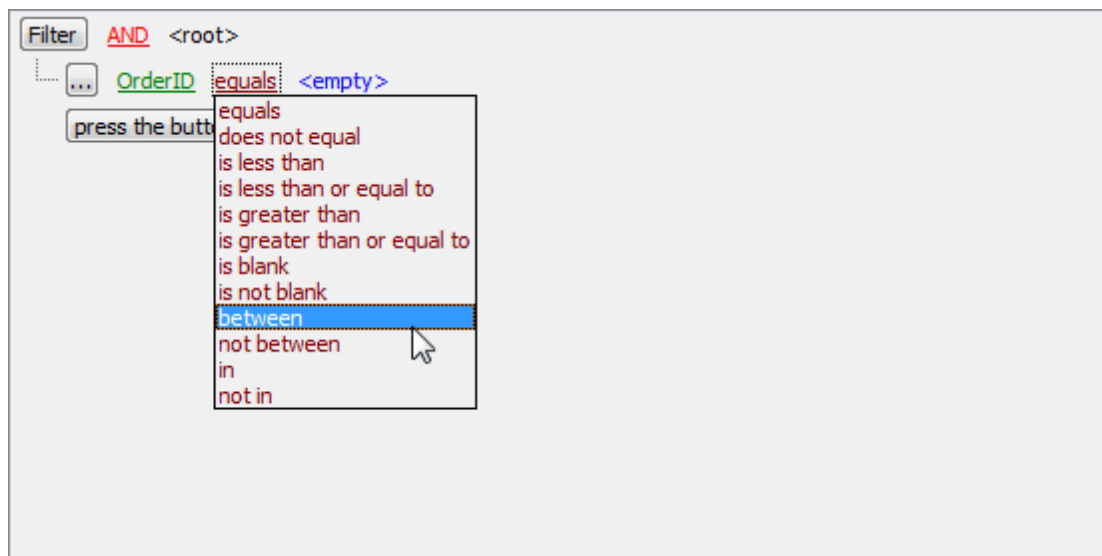 Filter AND <root>
... OrderID equals <empty>
press the butt
equals
does not equal
is less than
is less than or equal to
is greater than
is greater than or equal to
is blank
is not blank
between
not between
in
not in